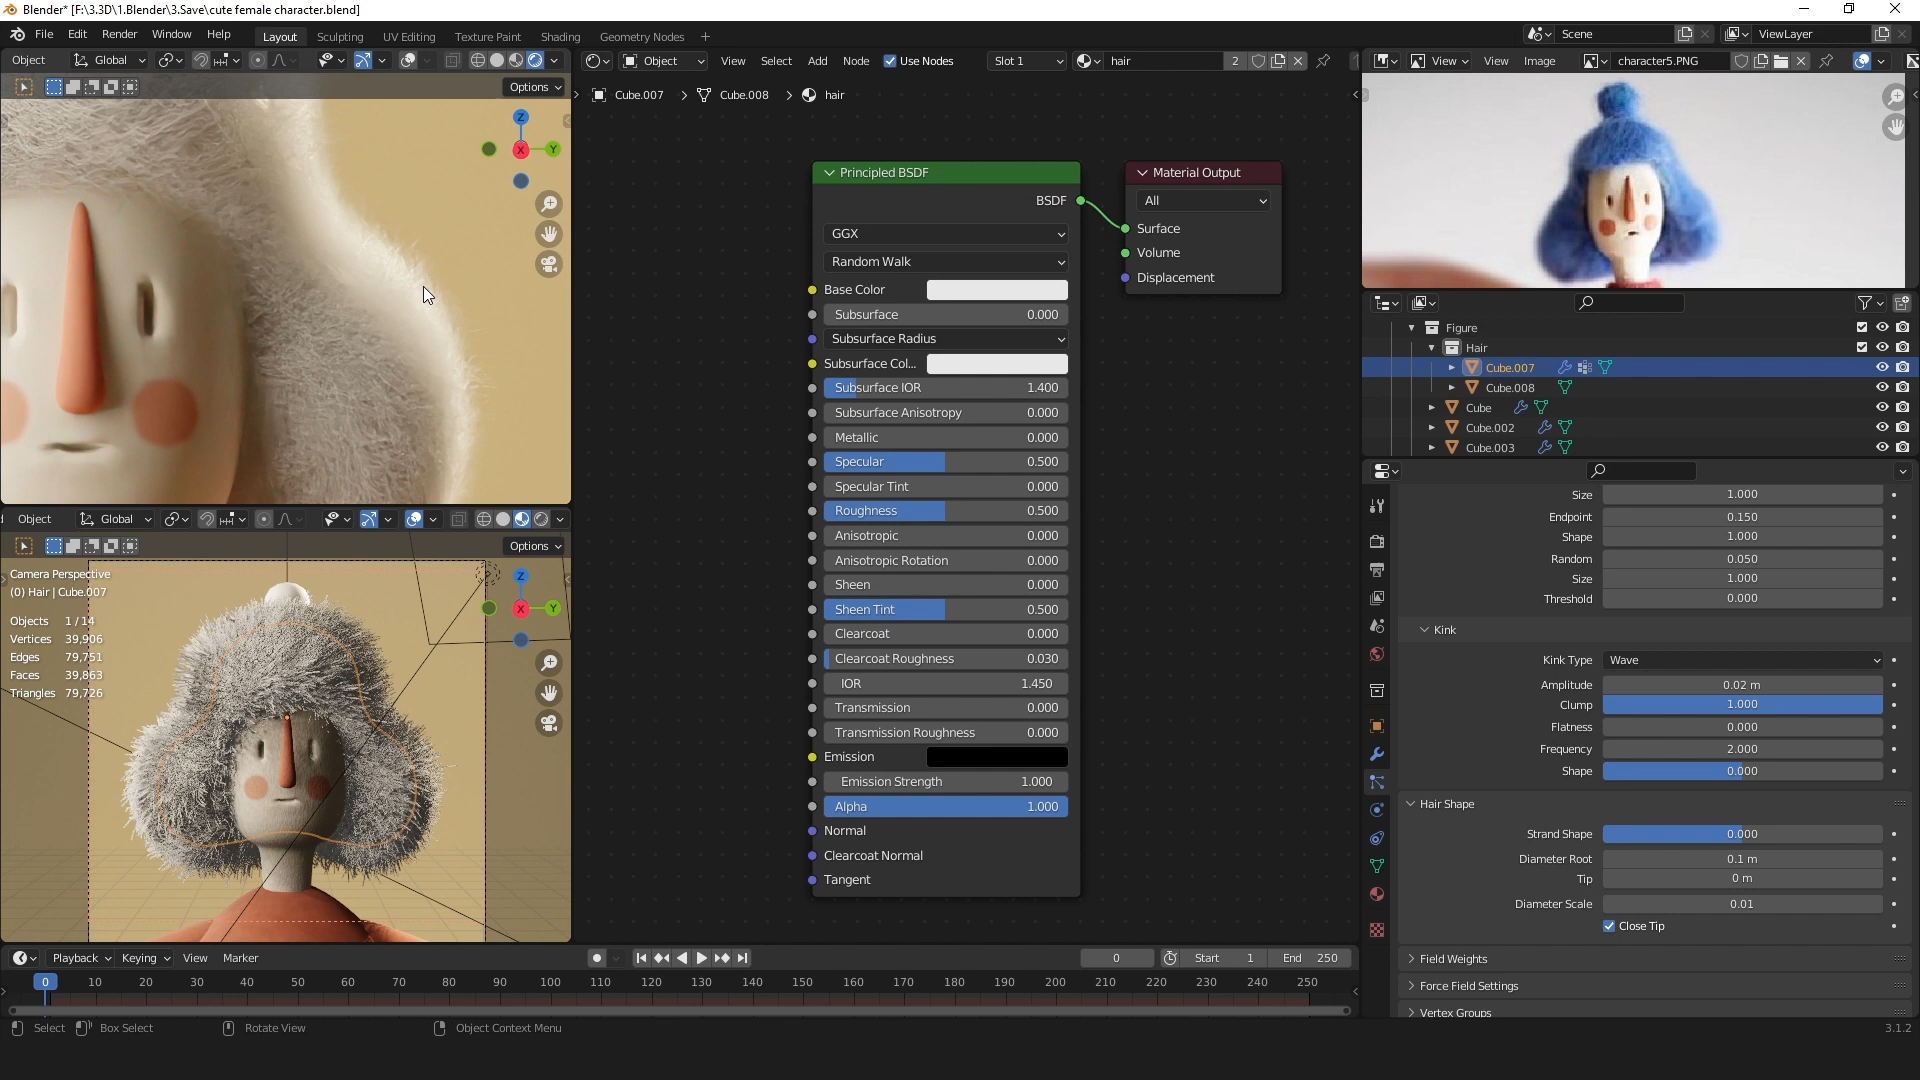 Blender* [F:\3.3D\1.Blender\3.Save\cute female character.blend]
File Edit Render Window Help Layout Sculpting UV Editing Texture Paint Shading Geometry Nodes + Scene ViewLayer
Object Global Object View Select Add Node Use Nodes Slot 1 hair 2 View View Image character5.PNG
Options
Cube.007 Cube.008 hair
Z
X Y
Principled BSDF
BSDF
GGX
Random Walk
Base Color
Subsurface 0.000
Subsurface Radius
Subsurface Col...
Subsurface IOR 1.400
Subsurface Anisotropy 0.000
Metallic 0.000
Specular 0.500
Specular Tint 0.000
Roughness 0.500
Anisotropic 0.000
Anisotropic Rotation 0.000
Sheen 0.000
Sheen Tint 0.500
Clearcoat 0.000
Clearcoat Roughness 0.030
IOR 1.450
Transmission 0.000
Transmission Roughness 0.000
Emission
Emission Strength 1.000
Alpha 1.000
Normal
Clearcoat Normal
Tangent
Material Output
All
Surface
Volume
Displacement
Figure
Hair
Cube.007
Cube.008
Cube
Cube.002
Cube.003
Size 1.000
Endpoint 0.150
Shape 1.000
Random 0.050
Size 1.000
Threshold 0.000
Kink
Kink Type Wave
Amplitude 0.02 m
Clump 1.000
Flatness 0.000
Frequency 2.000
Shape 0.000
Hair Shape
Strand Shape 0.000
Diameter Root 0.1 m
Tip 0 m
Diameter Scale 0.01
Close Tip
Field Weights
Force Field Settings
Vertex Groups
Object Global
Options
Camera Perspective
(0) Hair | Cube.007
Objects 1 / 14
Vertices 39,906
Edges 79,751
Faces 39,863
Triangles 79,726
Z
X Y
Playback Keying View Marker 0 Start 1 End 250
0 10 20 30 40 50 60 70 80 90 100 110 120 130 140 150 160 170 180 190 200 210 220 230 240 250
Select Box Select Rotate View Object Context Menu 3.1.2